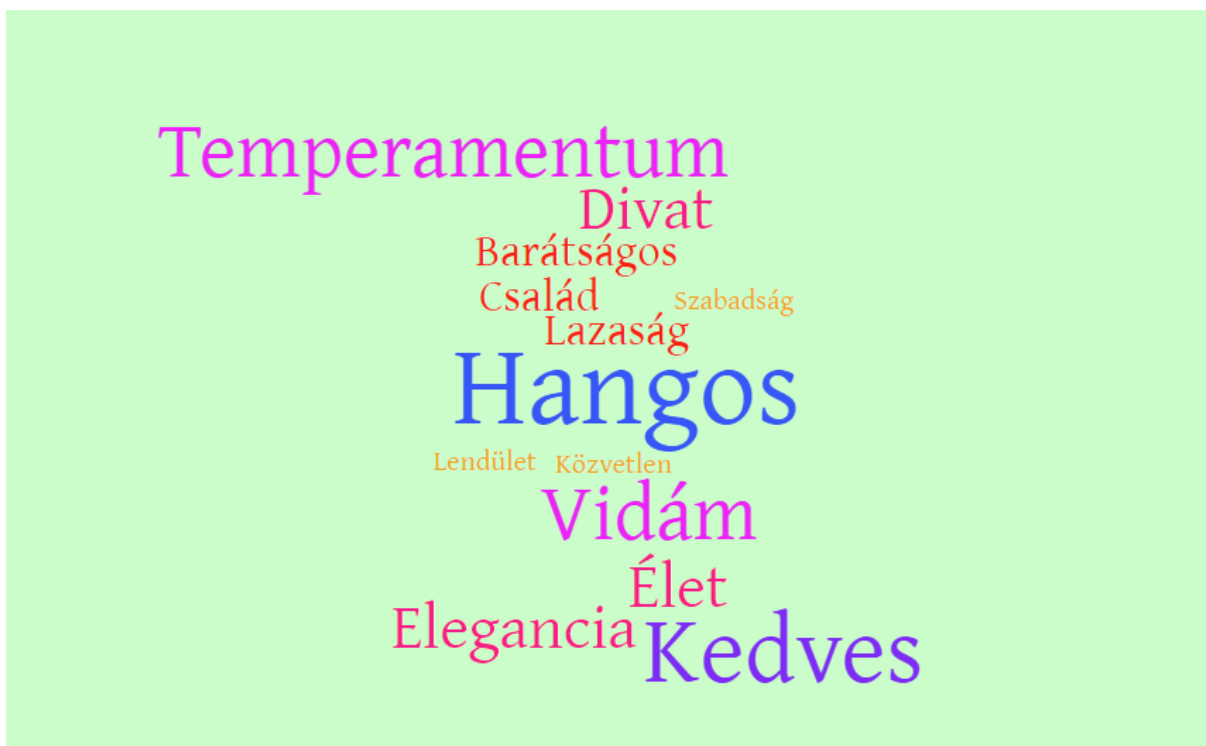 Temperamentum
Divat
Barátságos
Család
Szabadság
Lazaság
Hangos
Lendület
Közvetlen
Vidám
Élet
Elegancia
Kedves